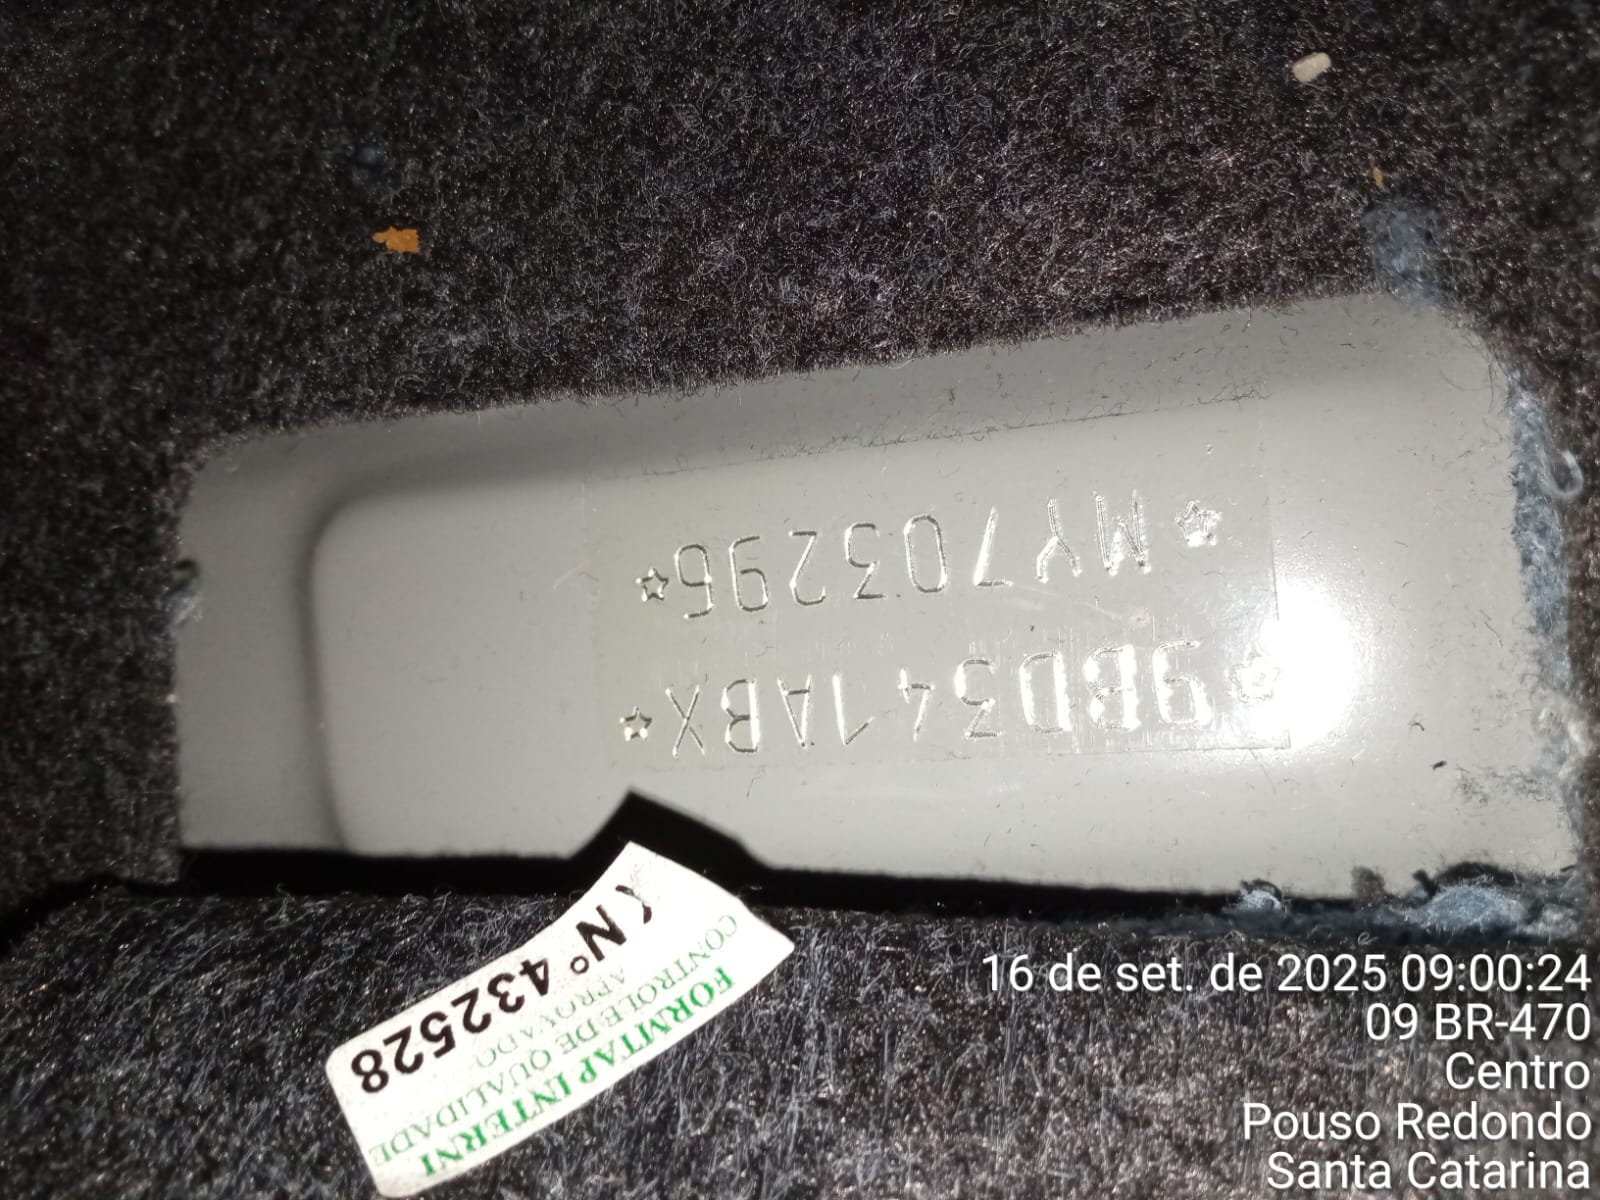 ☆9BD341ABX☆
☆MY703296☆
FORMTAP INTERNI
CONTROLE DE QUALIDADE
APROVADO
Nº 432528
16 de set. de 2025 09:00:24
09 BR-470
Centro
Pouso Redondo
Santa Catarina